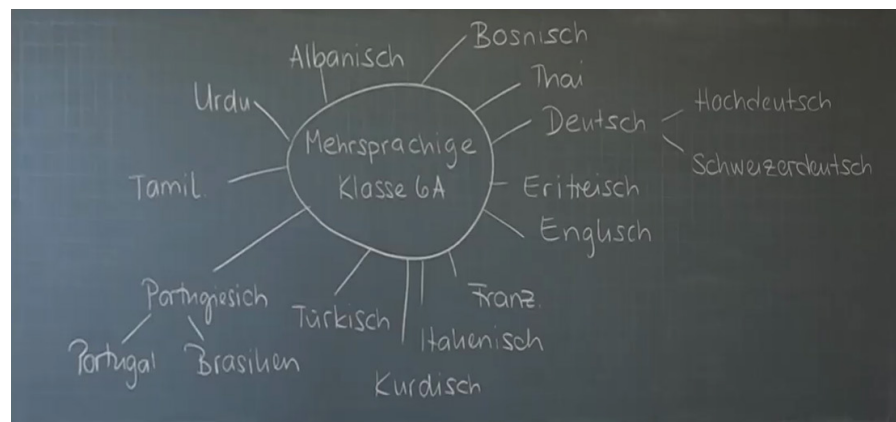 Bosnisch
Albanisch
Thai
Urdu
Deutsch
Hochdeutsch
Schweizerdeutsch
Mehrsprachige
Klasse 6A
Tamil.
Eritreisch
Englisch
Portugiesich
Portugal
Brasilien
Türkisch
Franz.
Italienisch
Kurdisch